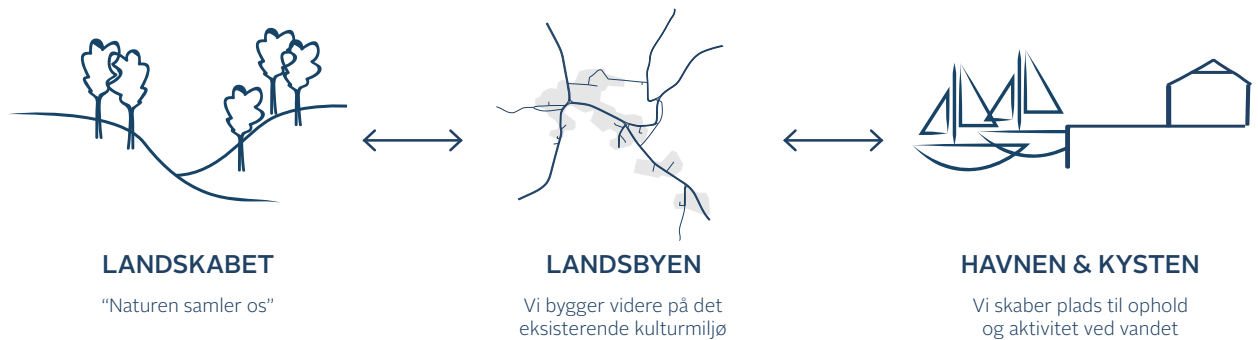 LANDSKABET
“Naturen samler os”
LANDSBYEN
Vi bygger videre på det
eksisterende kulturmiljø
HAVNEN & KYSTEN
Vi skaber plads til ophold
og aktivitet ved vandet